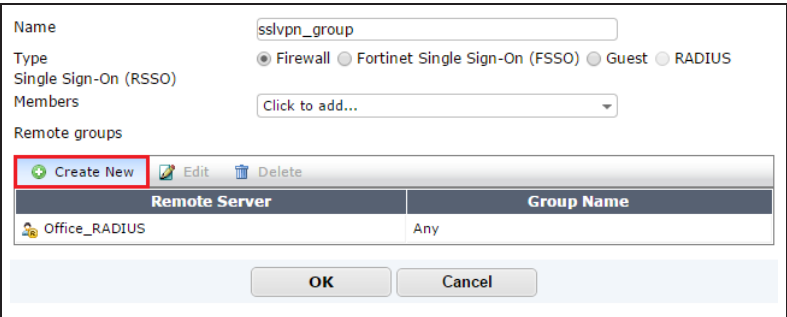 Name sslvpn_group
Type Firewall Fortinet Single Sign-On (FSSO) Guest RADIUS
Single Sign-On (RSSO)
Members Click to add...
Remote groups
Create New Edit Delete
Remote Server Group Name
Office_RADIUS Any
OK Cancel